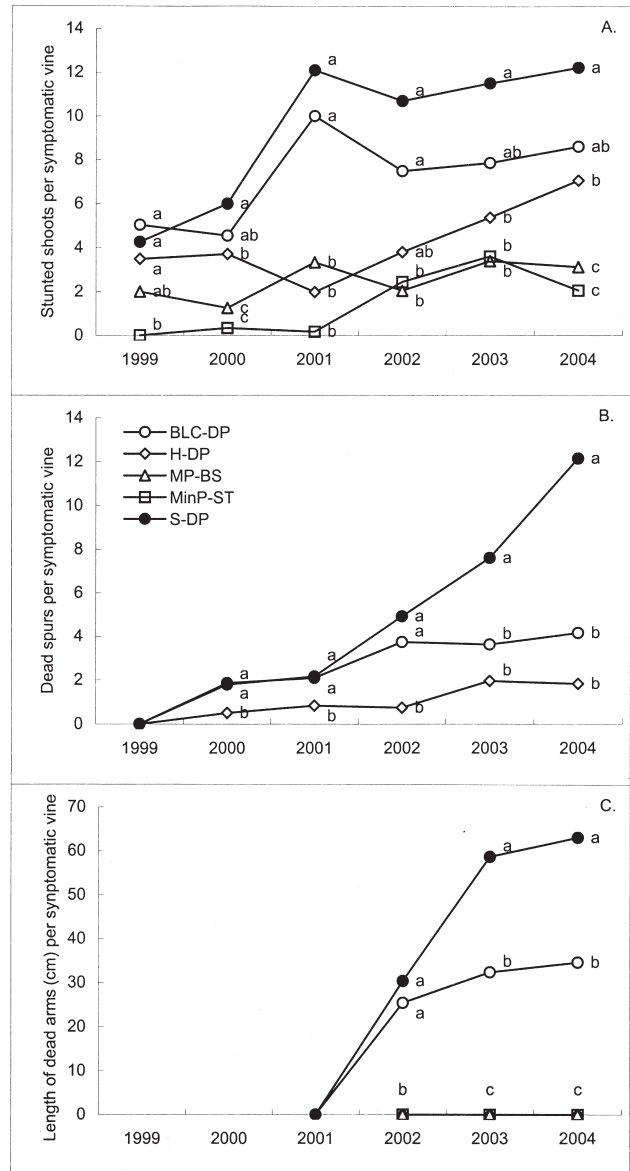 A.
Stunted shoots per symptomatic vine
14
12
10
8
6
4
2
0
a
a
a
a
a
a
a
ab
a
a
ab
ab
a
b
b
ab
b
b
ab
c
b
b
b
c
b
c
b
b
b
c
1999 2000 2001 2002 2003 2004
B.
Dead spurs per symptomatic vine
14
12
10
8
6
4
2
0
BLC-DP
H-DP
MP-BS
MinP-ST
S-DP
a
a
a
a
b
b
a
a
a
a
b
b
b
b
b
1999 2000 2001 2002 2003 2004
C.
Length of dead arms (cm) per synptomatic vine
70
60
50
40
30
20
10
0
a
a
a
b
b
a
b
c
c
1999 2000 2001 2002 2003 2004